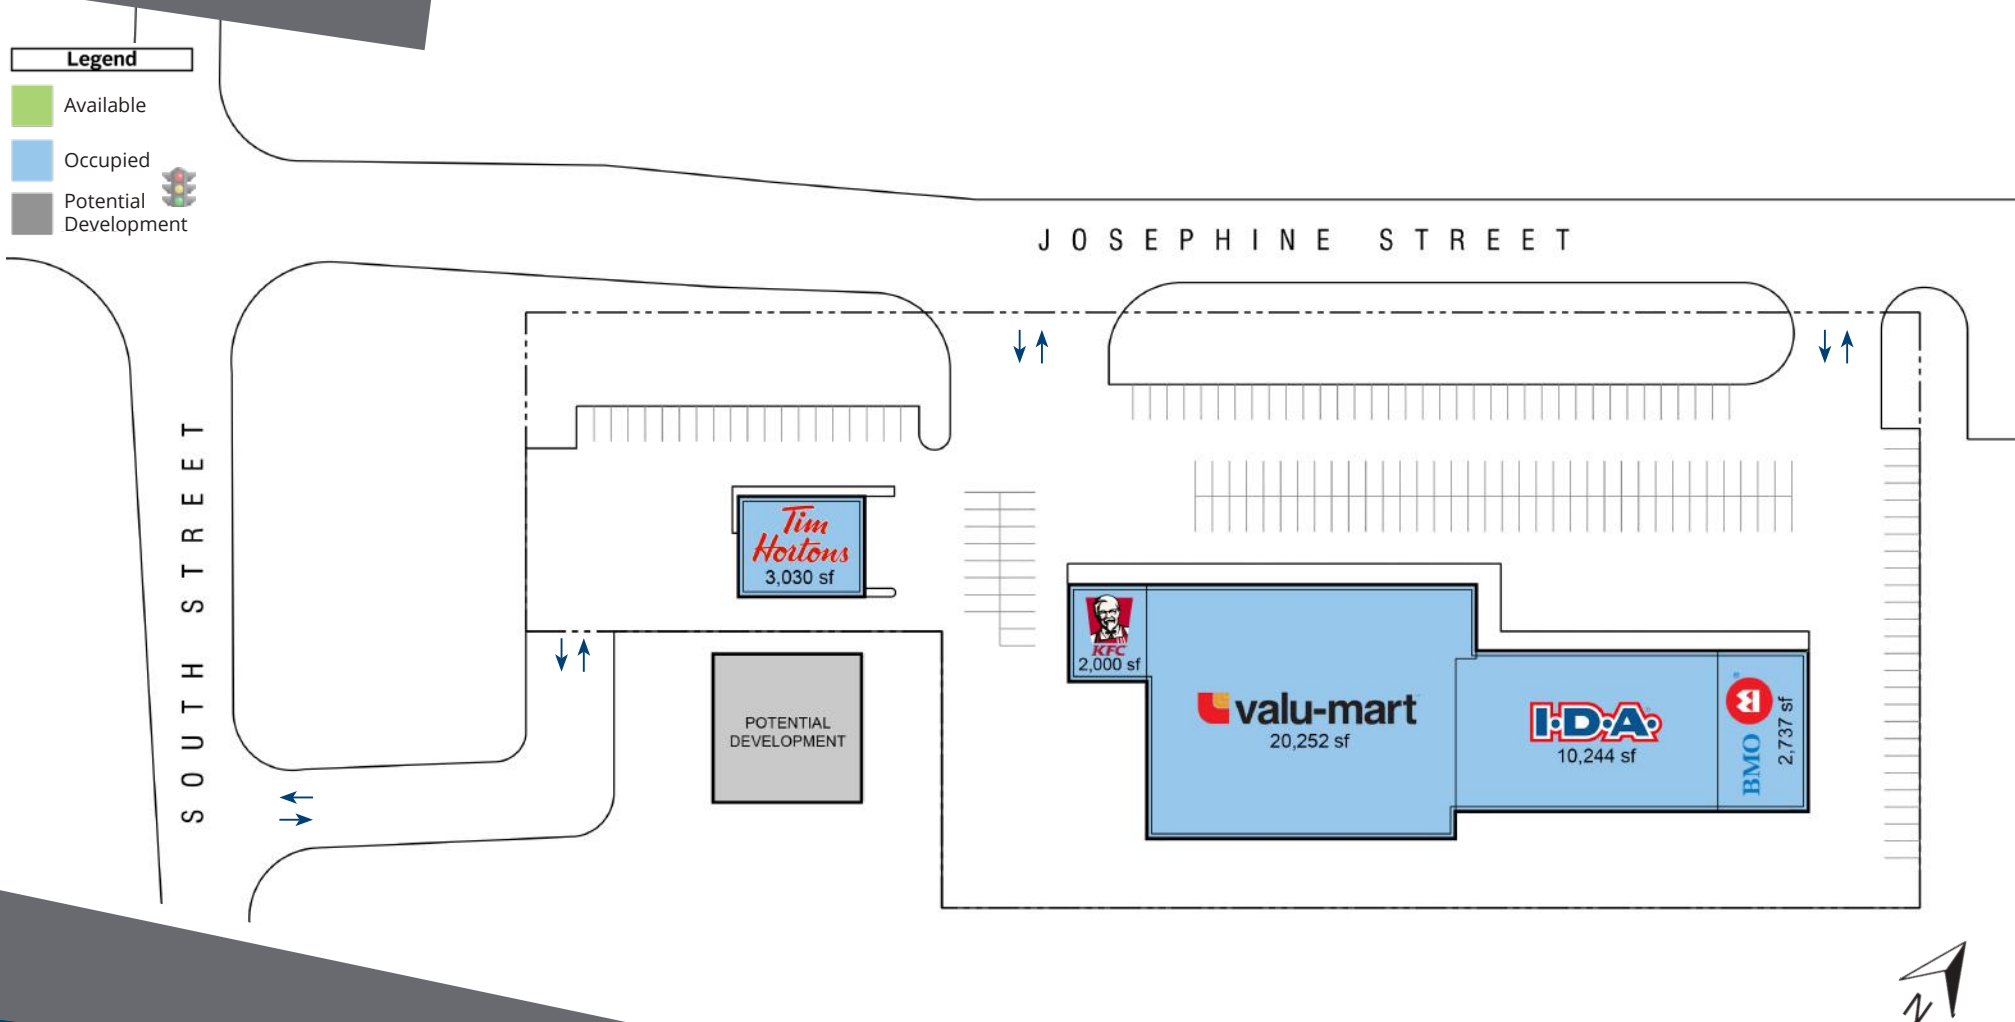 Legend
Available
Occupied
Potential
Development
JOSEPHINE STREET
SOUTH STREET
Tim
Hortons
3,030 sf
KFC
2,000 sf
valu-mart
20,252 sf
I·D·A
10,244 sf
BMO
2,737 sf
POTENTIAL
DEVELOPMENT
N